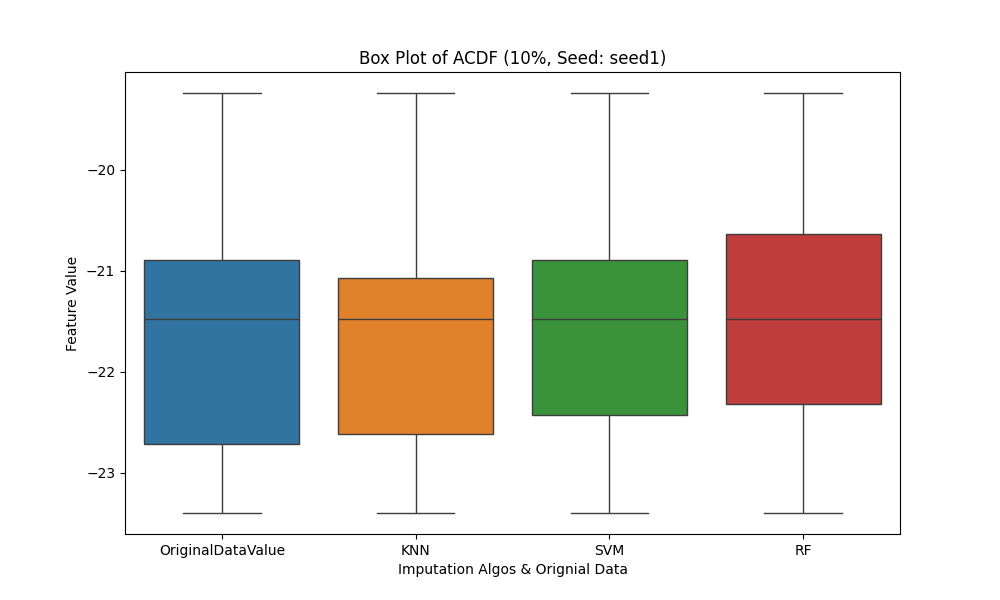 Box Plot of ACDF (10%, Seed: seed1)
Feature Value
−20
−21
−22
−23
OriginalDataValue KNN SVM RF
Imputation Algos & Orignial Data